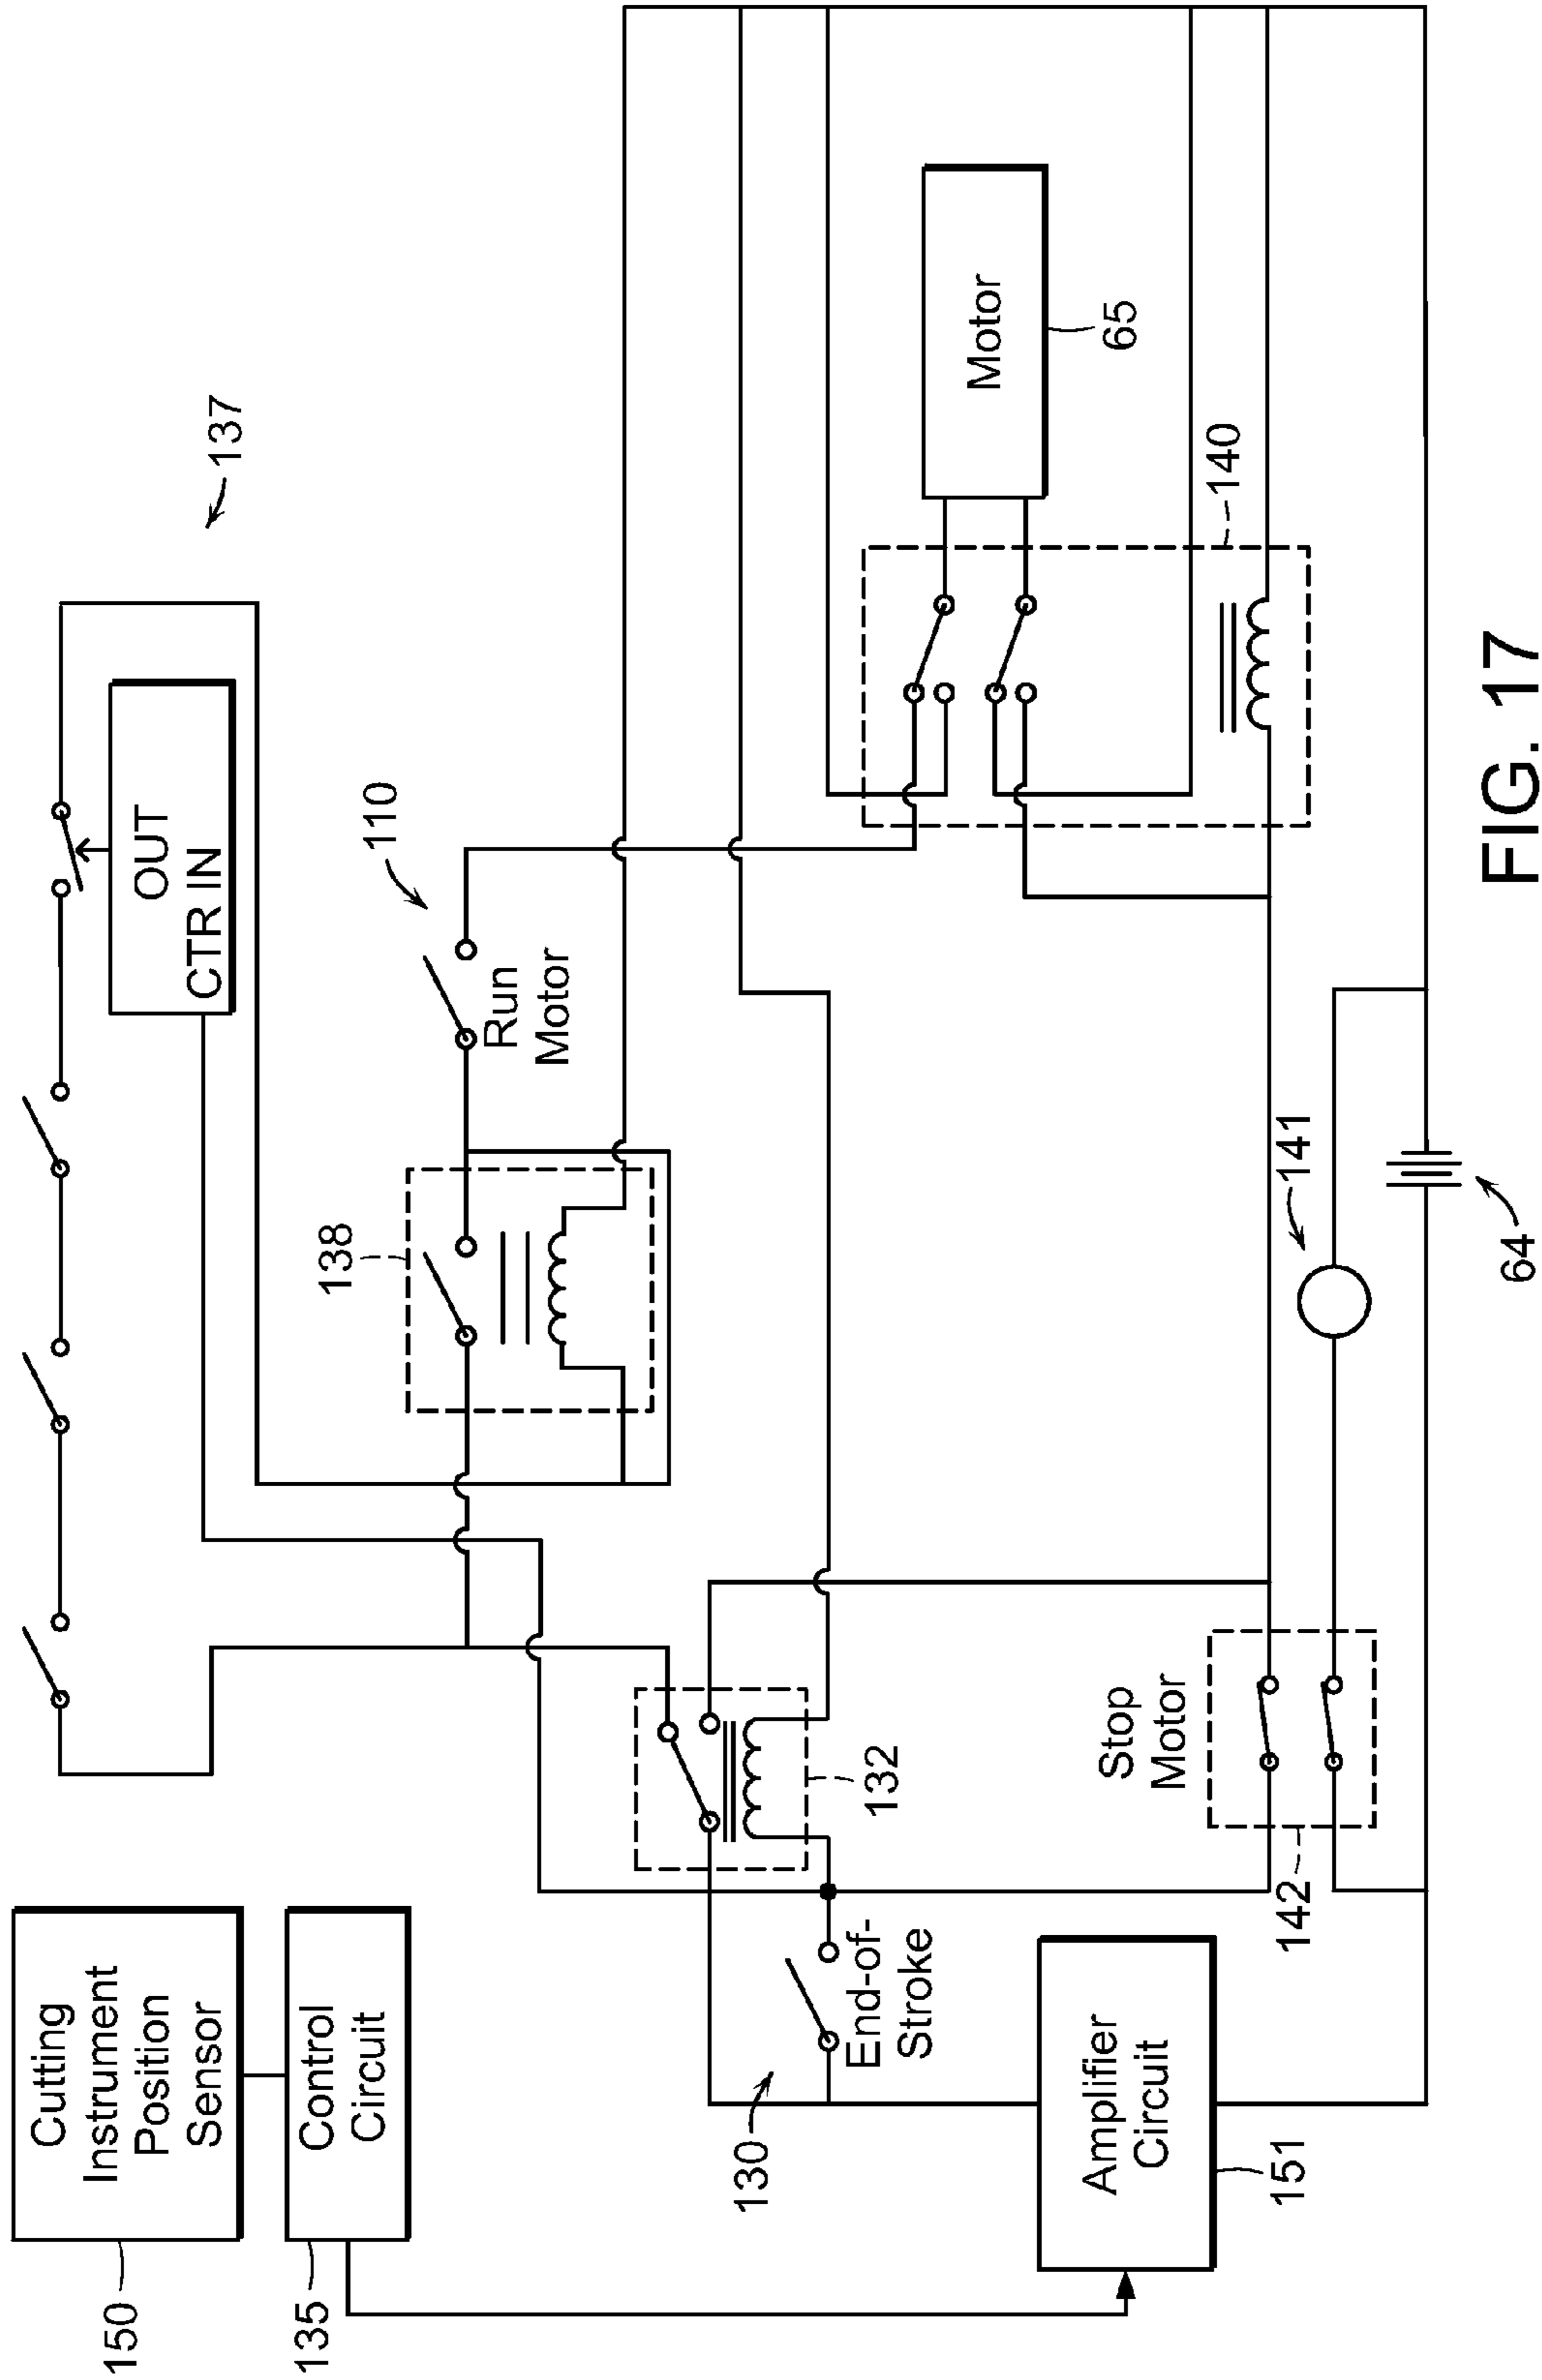 Cutting
Instrument
Position
Sensor
150
Control
Circuit
135
OUT
CTR IN
137
138
110
Run
Motor
130
End-of-
Stroke
132
Amplifier
Circuit
151
Stop
Motor
142
141
64
Motor
65
140
FIG. 17